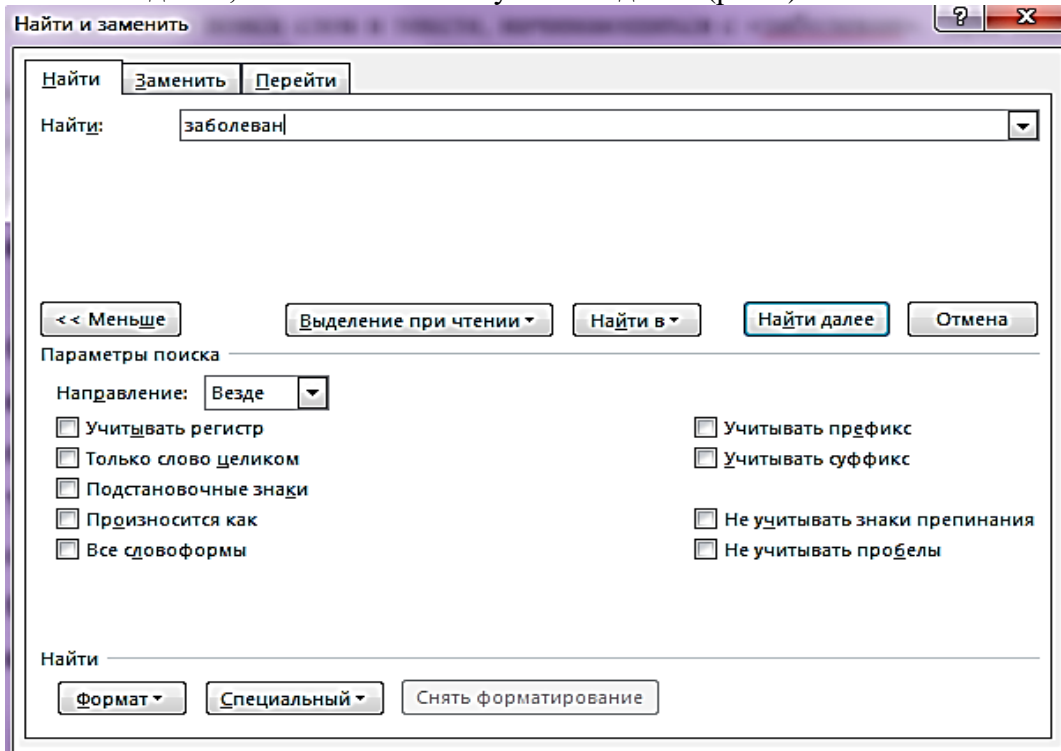 Найти и заменить
Найти Заменить Перейти
Найти: заболеван
<< Меньше Выделение при чтении Найти в Найти далее Отмена
Параметры поиска
Направление: Везде
Учитывать регистр Учитывать префикс
Только слово целиком Учитывать суффикс
Подстановочные знаки
Произносится как Не учитывать знаки препинания
Все словоформы Не учитывать пробелы
Найти
Формат Специальный Снять форматирование